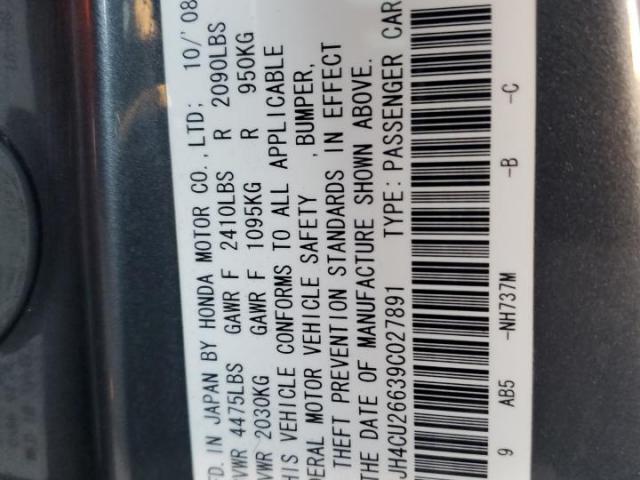 FD. IN JAPAN BY HONDA MOTOR CO., LTD; 10/'08
VWR 4475LBS GAWR F 2410LBS R 2090LBS
VWR 2030KG GAWR F 1095KG R 950KG
HIS VEHICLE CONFORMS TO ALL APPLICABLE
DERAL MOTOR VEHICLE SAFETY , BUMPER,
THEFT PREVENTION STANDARDS IN EFFECT
THE DATE OF MANUFACTURE SHOWN ABOVE.
JH4CU26639C027891 TYPE: PASSENGER CAR
9 AB5 -NH737M -B -C